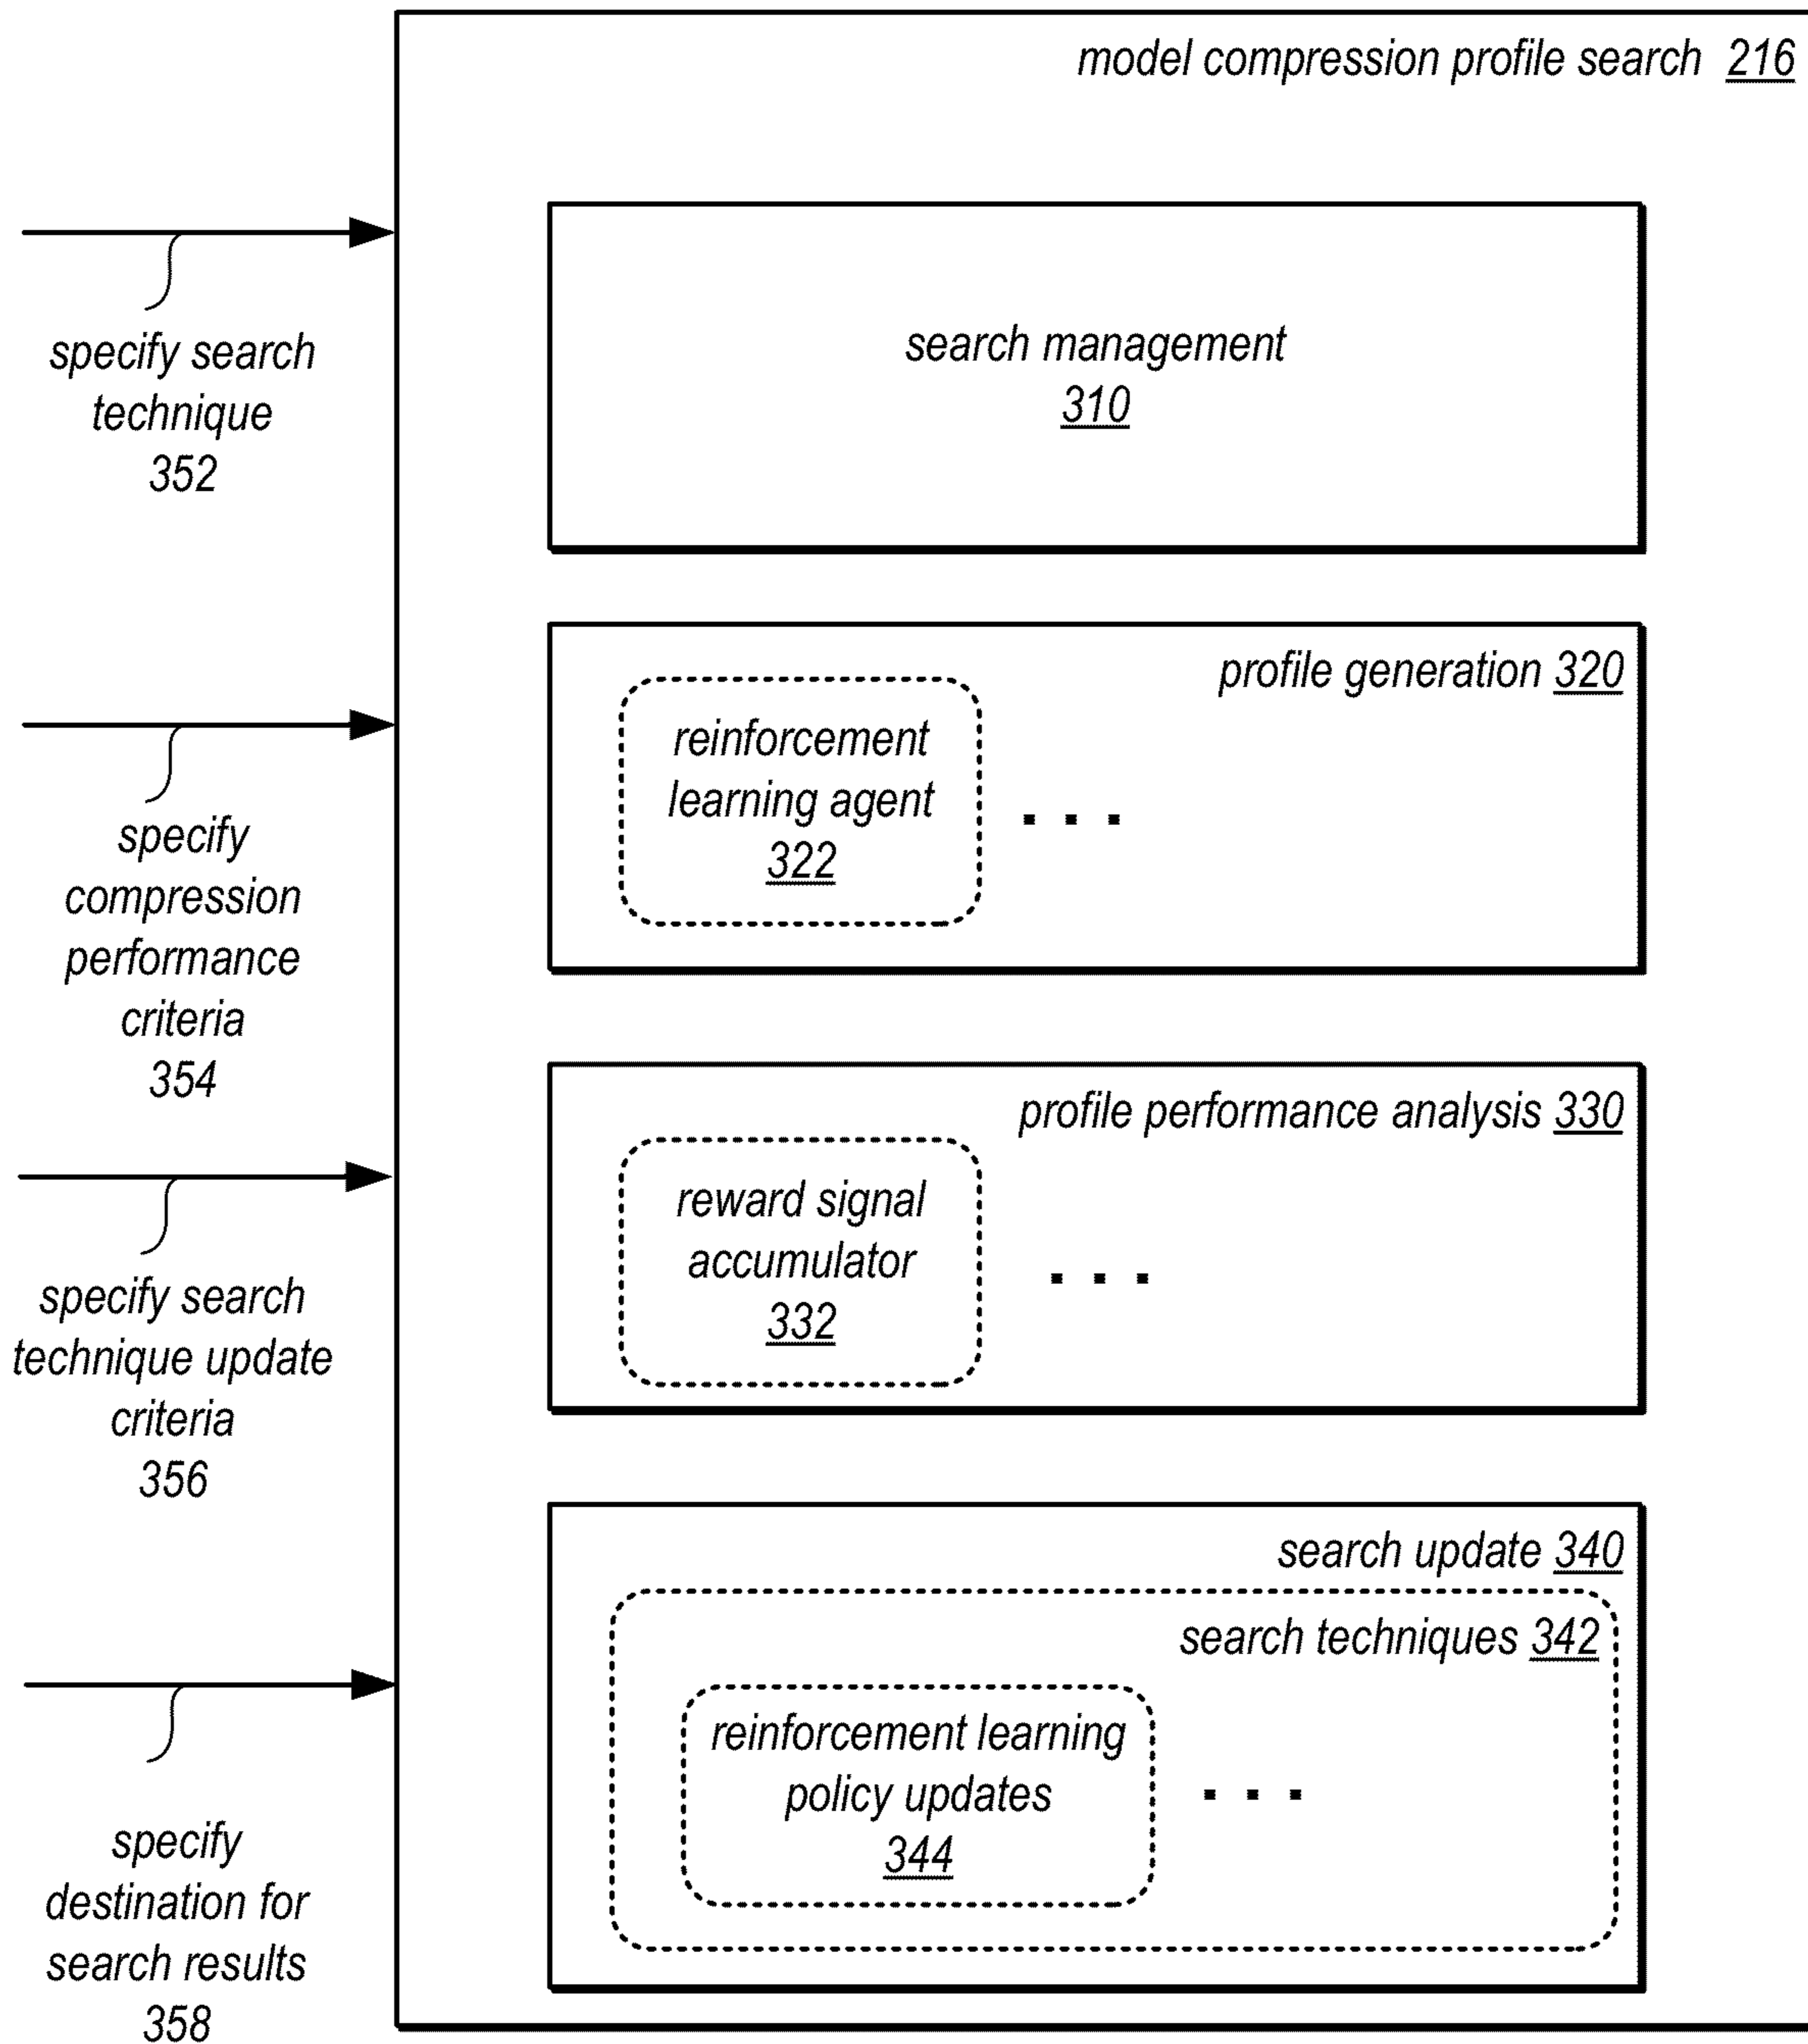 model compression profile search 216
specify search
technique
352
search management
310
specify
compression
performance
criteria
354
profile generation 320
reinforcement
learning agent
322
. . .
specify search
technique update
criteria
356
profile performance analysis 330
reward signal
accumulator
332
. . .
specify
destination for
search results
358
search update 340
search techniques 342
reinforcement learning
policy updates
344
. . .